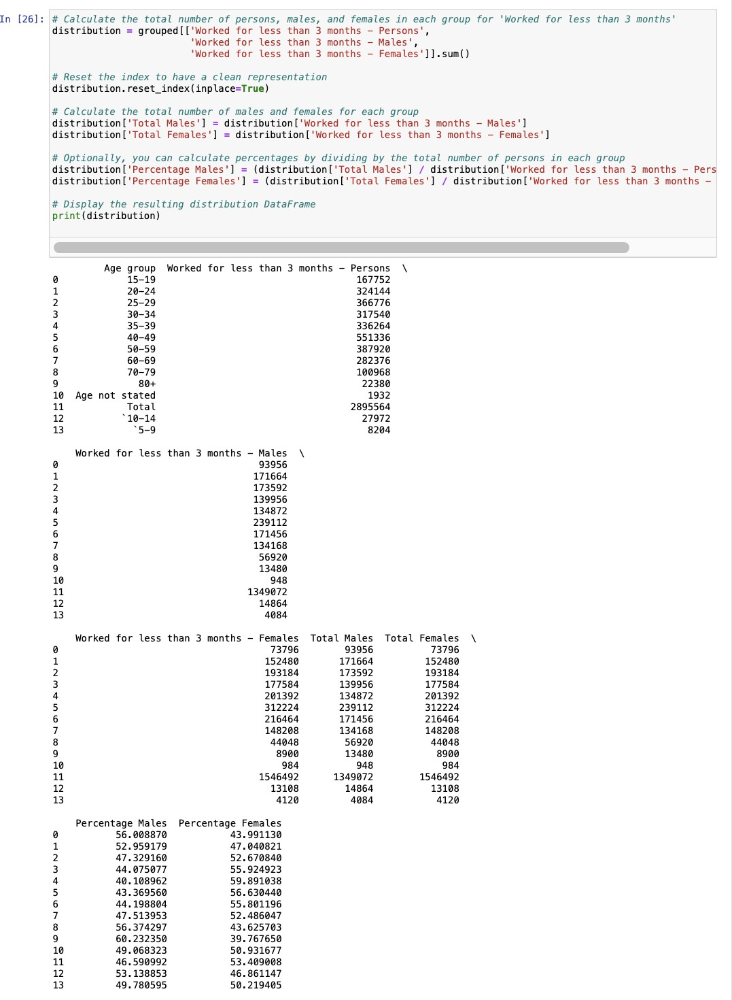 In [26]: # Calculate the total number of persons, males, and females in each group for 'Worked for less than 3 months'
distribution = grouped[['Worked for less than 3 months – Persons',
'Worked for less than 3 months – Males',
'Worked for less than 3 months – Females']].sum()
# Reset the index to have a clean representation
distribution.reset_index(inplace=True)
# Calculate the total number of males and females for each group
distribution['Total Males'] = distribution['Worked for less than 3 months – Males']
distribution['Total Females'] = distribution['Worked for less than 3 months – Females']
# Optionally, you can calculate percentages by dividing by the total number of persons in each group
distribution['Percentage Males'] = (distribution['Total Males'] / distribution['Worked for less than 3 months – Pers
distribution['Percentage Females'] = (distribution['Total Females'] / distribution['Worked for less than 3 months –
# Display the resulting distribution DataFrame
print(distribution)
Age group Worked for less than 3 months – Persons \
0 15–19 167752
1 20–24 324144
2 25–29 366776
3 30–34 317540
4 35–39 336264
5 40–49 551336
6 50–59 387920
7 60–69 282376
8 70–79 100968
9 80+ 22380
10 Age not stated 1932
11 Total 2895564
12 `10–14 27972
13 `5–9 8204
Worked for less than 3 months – Males \
0 93956
1 171664
2 173592
3 139956
4 134872
5 239112
6 171456
7 134168
8 56920
9 13480
10 948
11 1349072
12 14864
13 4084
Worked for less than 3 months – Females Total Males Total Females \
0 73796 93956 73796
1 152480 171664 152480
2 193184 173592 193184
3 177584 139956 177584
4 201392 134872 201392
5 312224 239112 312224
6 216464 171456 216464
7 148208 134168 148208
8 44048 56920 44048
9 8900 13480 8900
10 984 948 984
11 1546492 1349072 1546492
12 13108 14864 13108
13 4120 4084 4120
Percentage Males Percentage Females
0 56.008870 43.991130
1 52.959179 47.040821
2 47.329160 52.670840
3 44.075077 55.924923
4 40.108962 59.891038
5 43.369560 56.630440
6 44.198804 55.801196
7 47.513953 52.486047
8 56.374297 43.625703
9 60.232350 39.767650
10 49.068323 50.931677
11 46.590992 53.409008
12 53.138853 46.861147
13 49.780595 50.219405